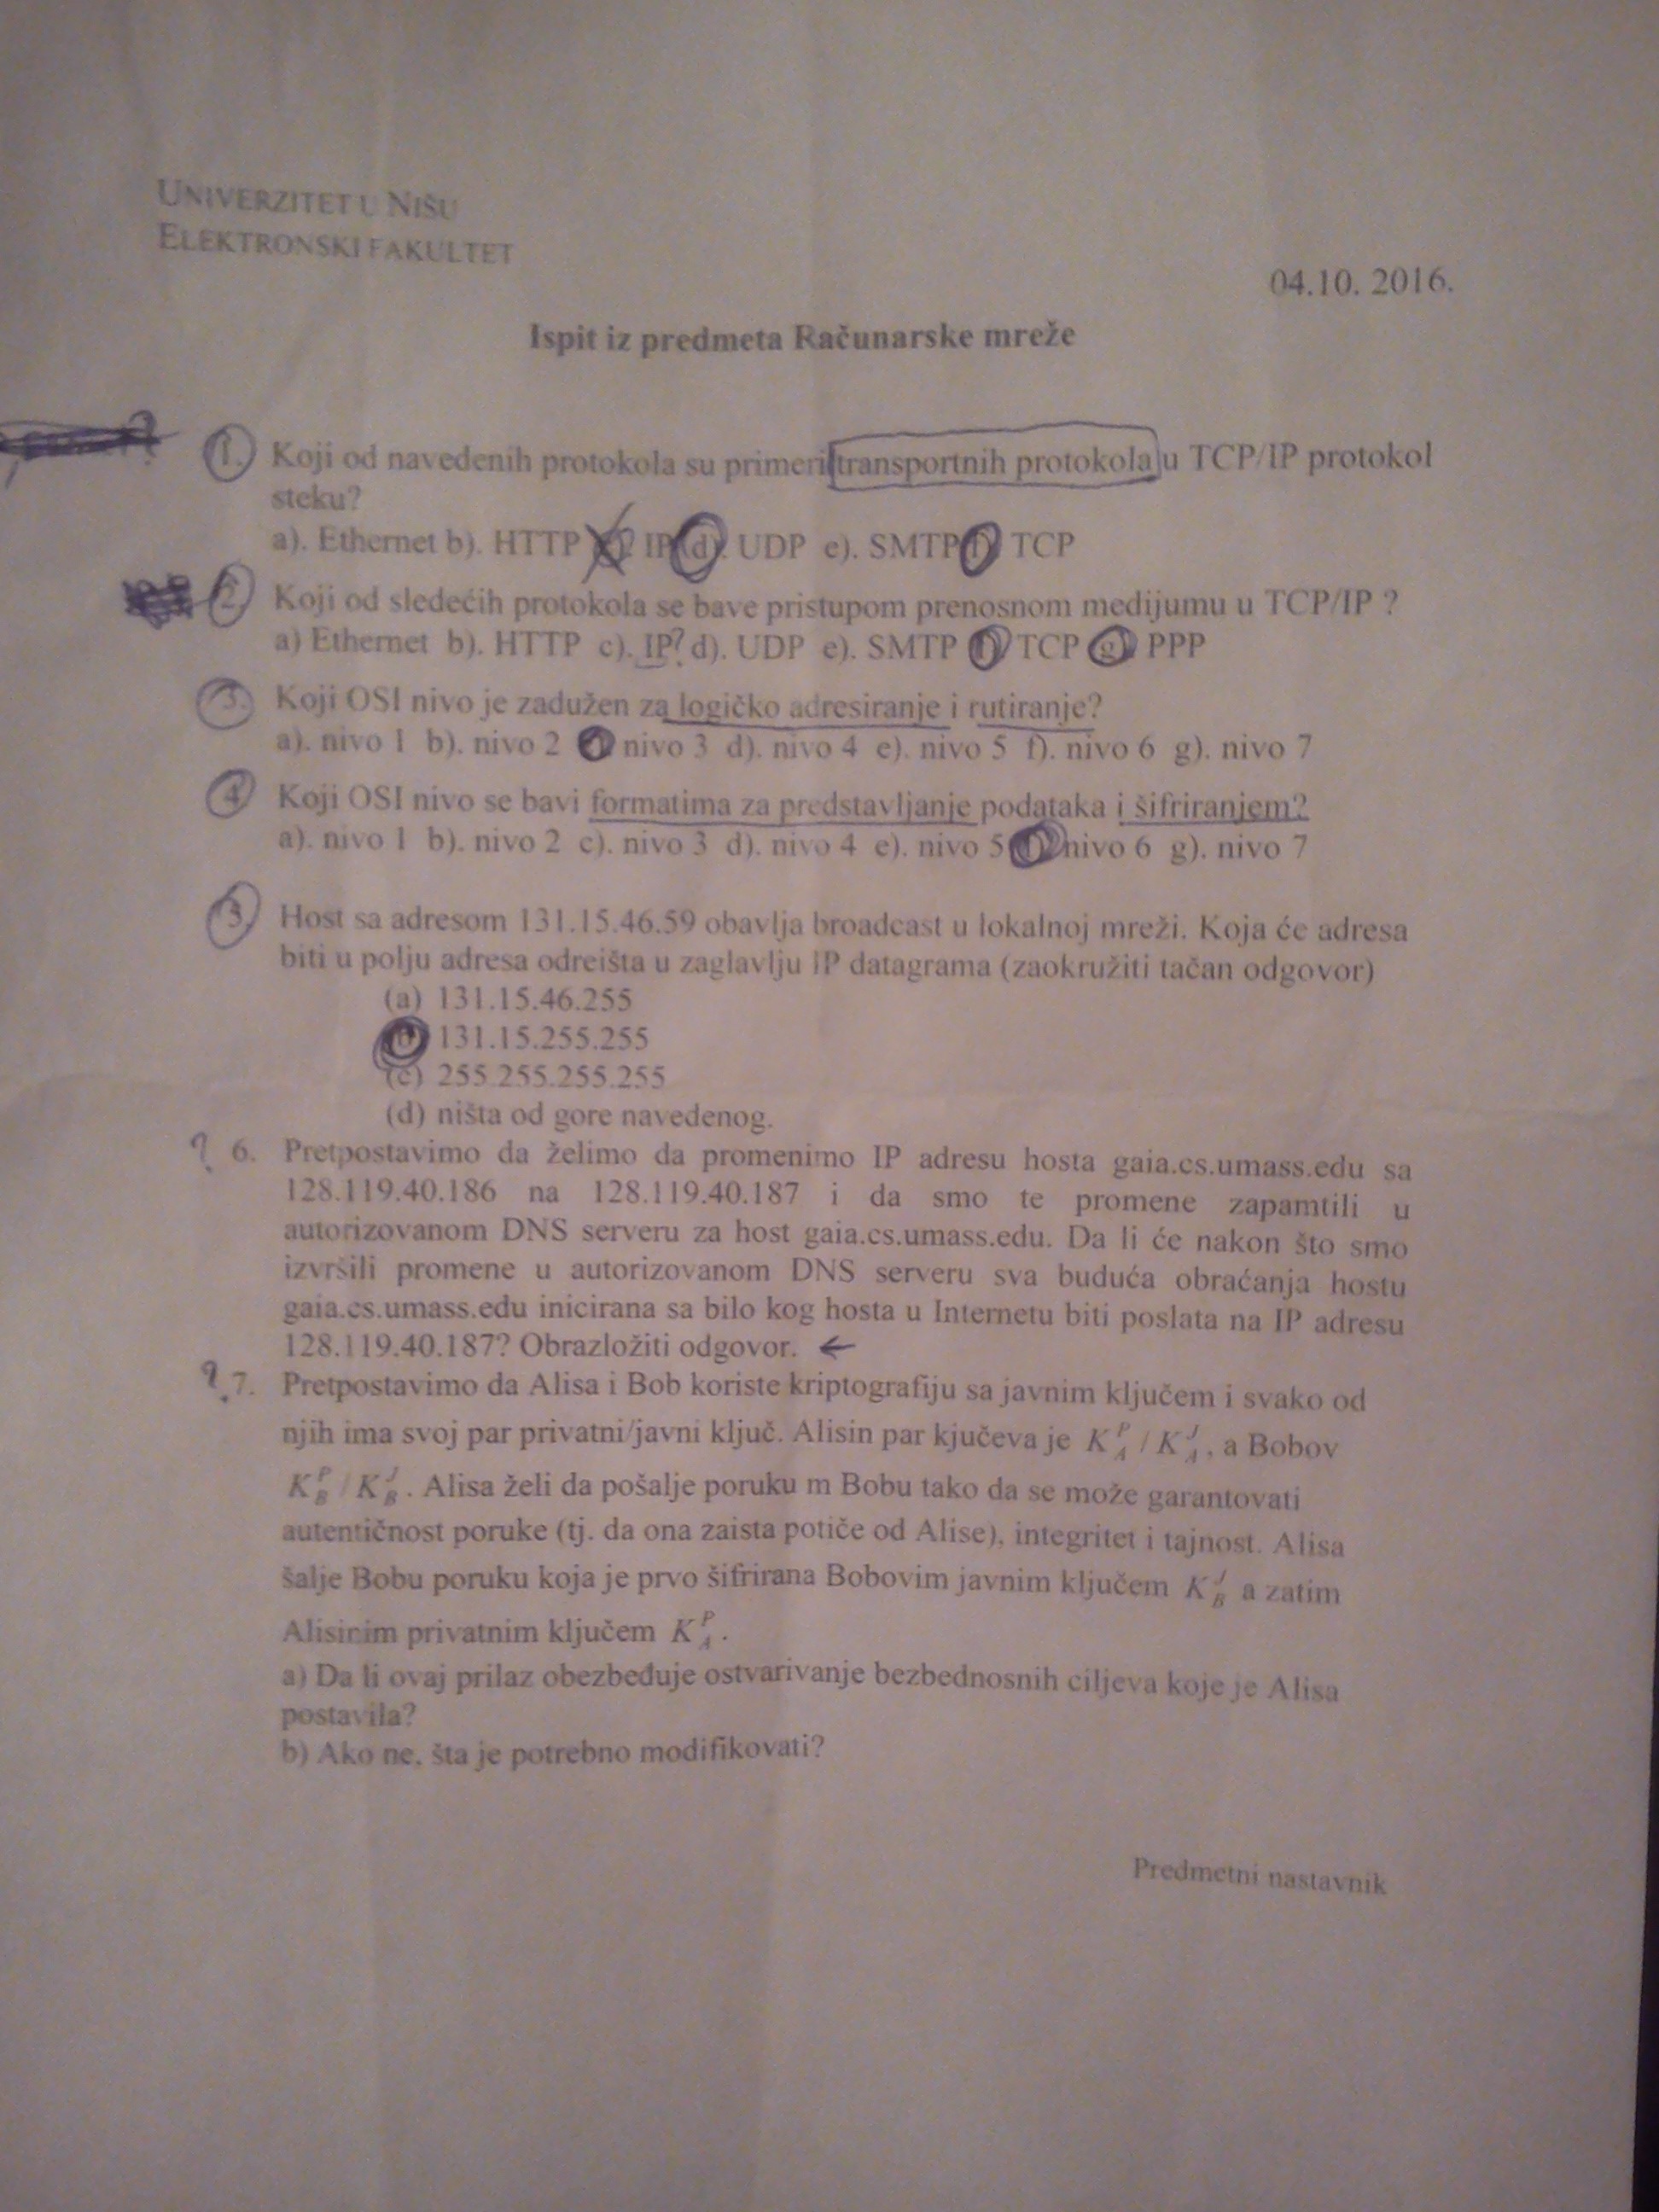 UNIVERZITET U NIŠU
ELEKTRONSKI FAKULTET
04.10. 2016.
Ispit iz predmeta Računarske mreže
1. Koji od navedenih protokola su primeri transportnih protokola u TCP/IP protokol
steku?
a). Ethernet b). HTTP c). IP d). UDP e). SMTP f). TCP
2. Koji od sledećih protokola se bave pristupom prenosnom medijumu u TCP/IP ?
a) Ethernet b). HTTP c). IP? d). UDP e). SMTP f). TCP g). PPP
3. Koji OSI nivo je zadužen za logičko adresiranje i rutiranje?
a). nivo 1 b). nivo 2 c). nivo 3 d). nivo 4 e). nivo 5 f). nivo 6 g). nivo 7
4. Koji OSI nivo se bavi formatima za predstavljanje podataka i šifriranjem?
a). nivo 1 b). nivo 2 c). nivo 3 d). nivo 4 e). nivo 5 f). nivo 6 g). nivo 7
Host sa adresom 131.15.46.59 obavlja broadcast u lokalnoj mreži. Koja će adresa
biti u polju adresa odreišta u zaglavlju IP datagrama (zaokružiti tačan odgovor)
(a) 131.15.46.255
(b) 131.15.255.255
(c) 255.255.255.255
(d) ništa od gore navedenog.
? 6. Pretpostavimo da želimo da promenimo IP adresu hosta gaia.cs.umass.edu sa
128.119.40.186 na 128.119.40.187 i da smo te promene zapamtili u
autorizovanom DNS serveru za host gaia.cs.umass.edu. Da li će nakon što smo
izvršili promene u autorizovanom DNS serveru sva buduća obraćanja hostu
gaia.cs.umass.edu inicirana sa bilo kog hosta u Internetu biti poslata na IP adresu
128.119.40.187? Obrazložiti odgovor. ←
? 7. Pretpostavimo da Alisa i Bob koriste kriptografiju sa javnim ključem i svako od
njih ima svoj par privatni/javni ključ. Alisin par kjučeva je K_A^P / K_A^J, a Bobov
K_B^P / K_B^J. Alisa želi da pošalje poruku m Bobu tako da se može garantovati
autentičnost poruke (tj. da ona zaista potiče od Alise), integritet i tajnost. Alisa
šalje Bobu poruku koja je prvo šifrirana Bobovim javnim ključem K_B^J a zatim
Alisinim privatnim ključem K_A^P.
a) Da li ovaj prilaz obezbeđuje ostvarivanje bezbednosnih ciljeva koje je Alisa
postavila?
b) Ako ne, šta je potrebno modifikovati?
Predmetni nastavnik